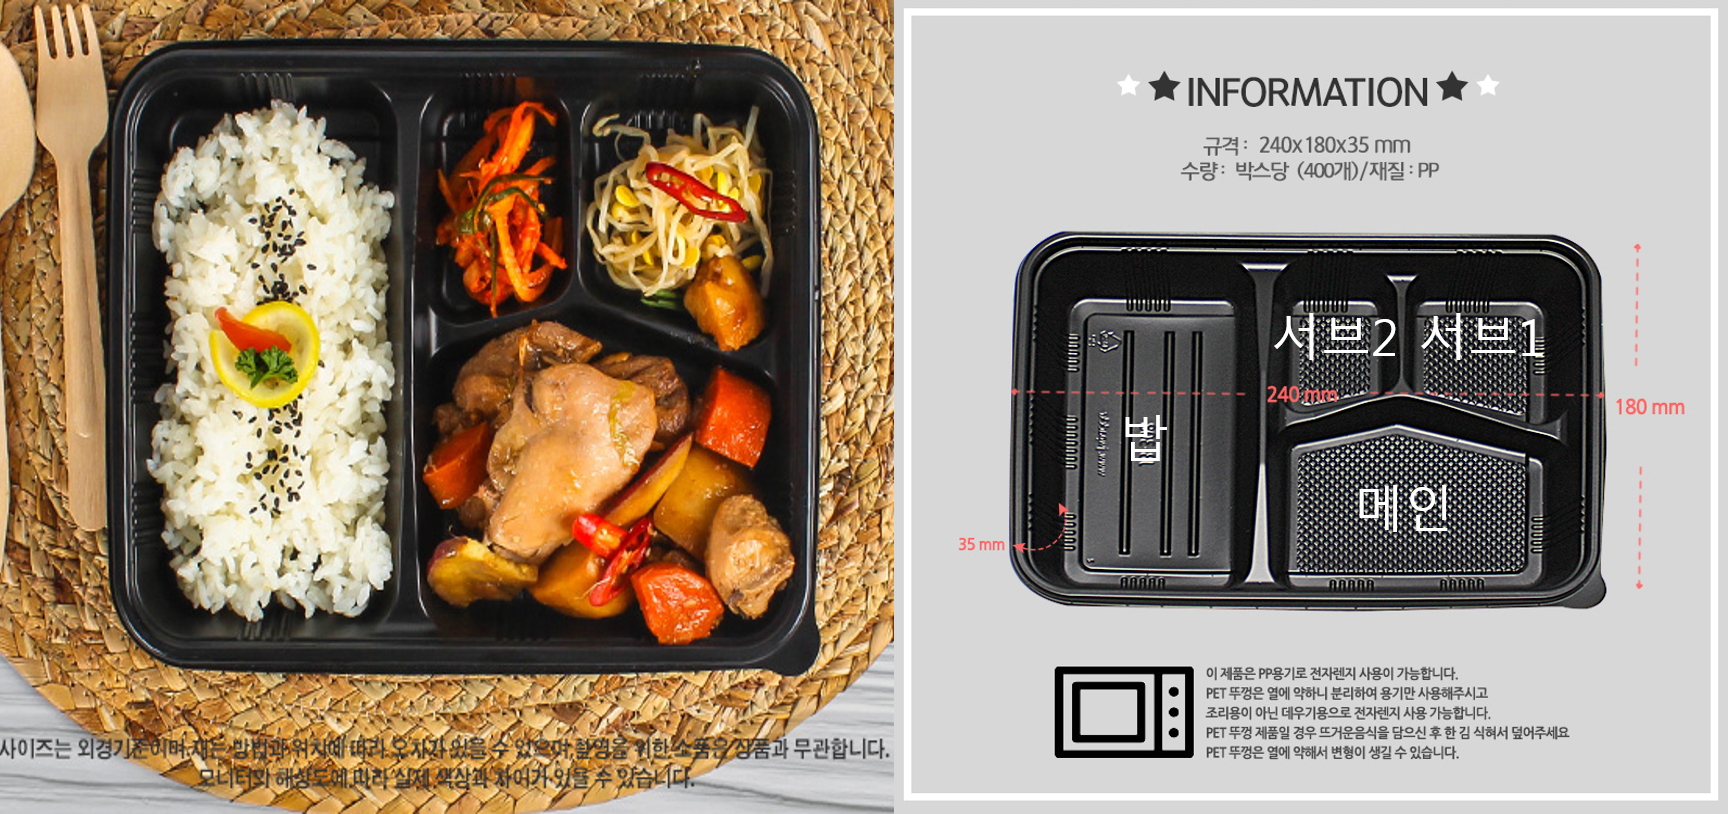 사이즈는 외경기준이며 재는 방법과 위치에 따라 오차가 있을 수 있으며 촬영을 위한 소품은 상품과 무관합니다.
모니터의 해상도에 따라 실제 색상과 차이가 있을 수 있습니다.
INFORMATION
규격 : 240x180x35 mm
수량 : 박스당 (400개)/재질 : PP
서브2 서브1
240 mm
180 mm
밥
메인
35 mm
이 제품은 PP용기로 전자렌지 사용이 가능합니다.
PET 뚜껑은 열에 약하니 분리하여 용기만 사용해주시고
조리용이 아닌 데우기용으로 전자렌지 사용 가능합니다.
PET 뚜껑 제품일 경우 뜨거운음식을 담으신 후 한 김 식혀서 덮어주세요
PET 뚜껑은 열에 약해서 변형이 생길 수 있습니다.